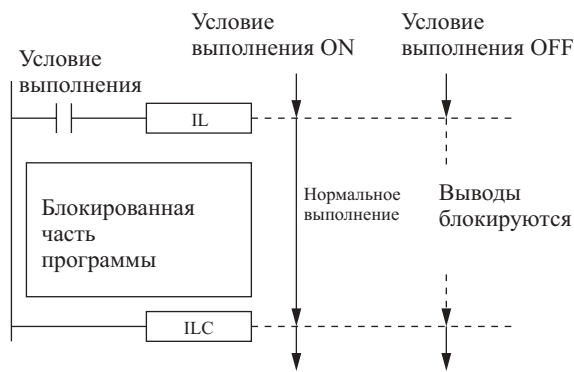 Условие
выполнения ON
Условие
выполнения OFF
Условие
выполнения
IL
Блокированная
часть
программы
Нормальное
выполнение
Выводы
блокируются
ILC